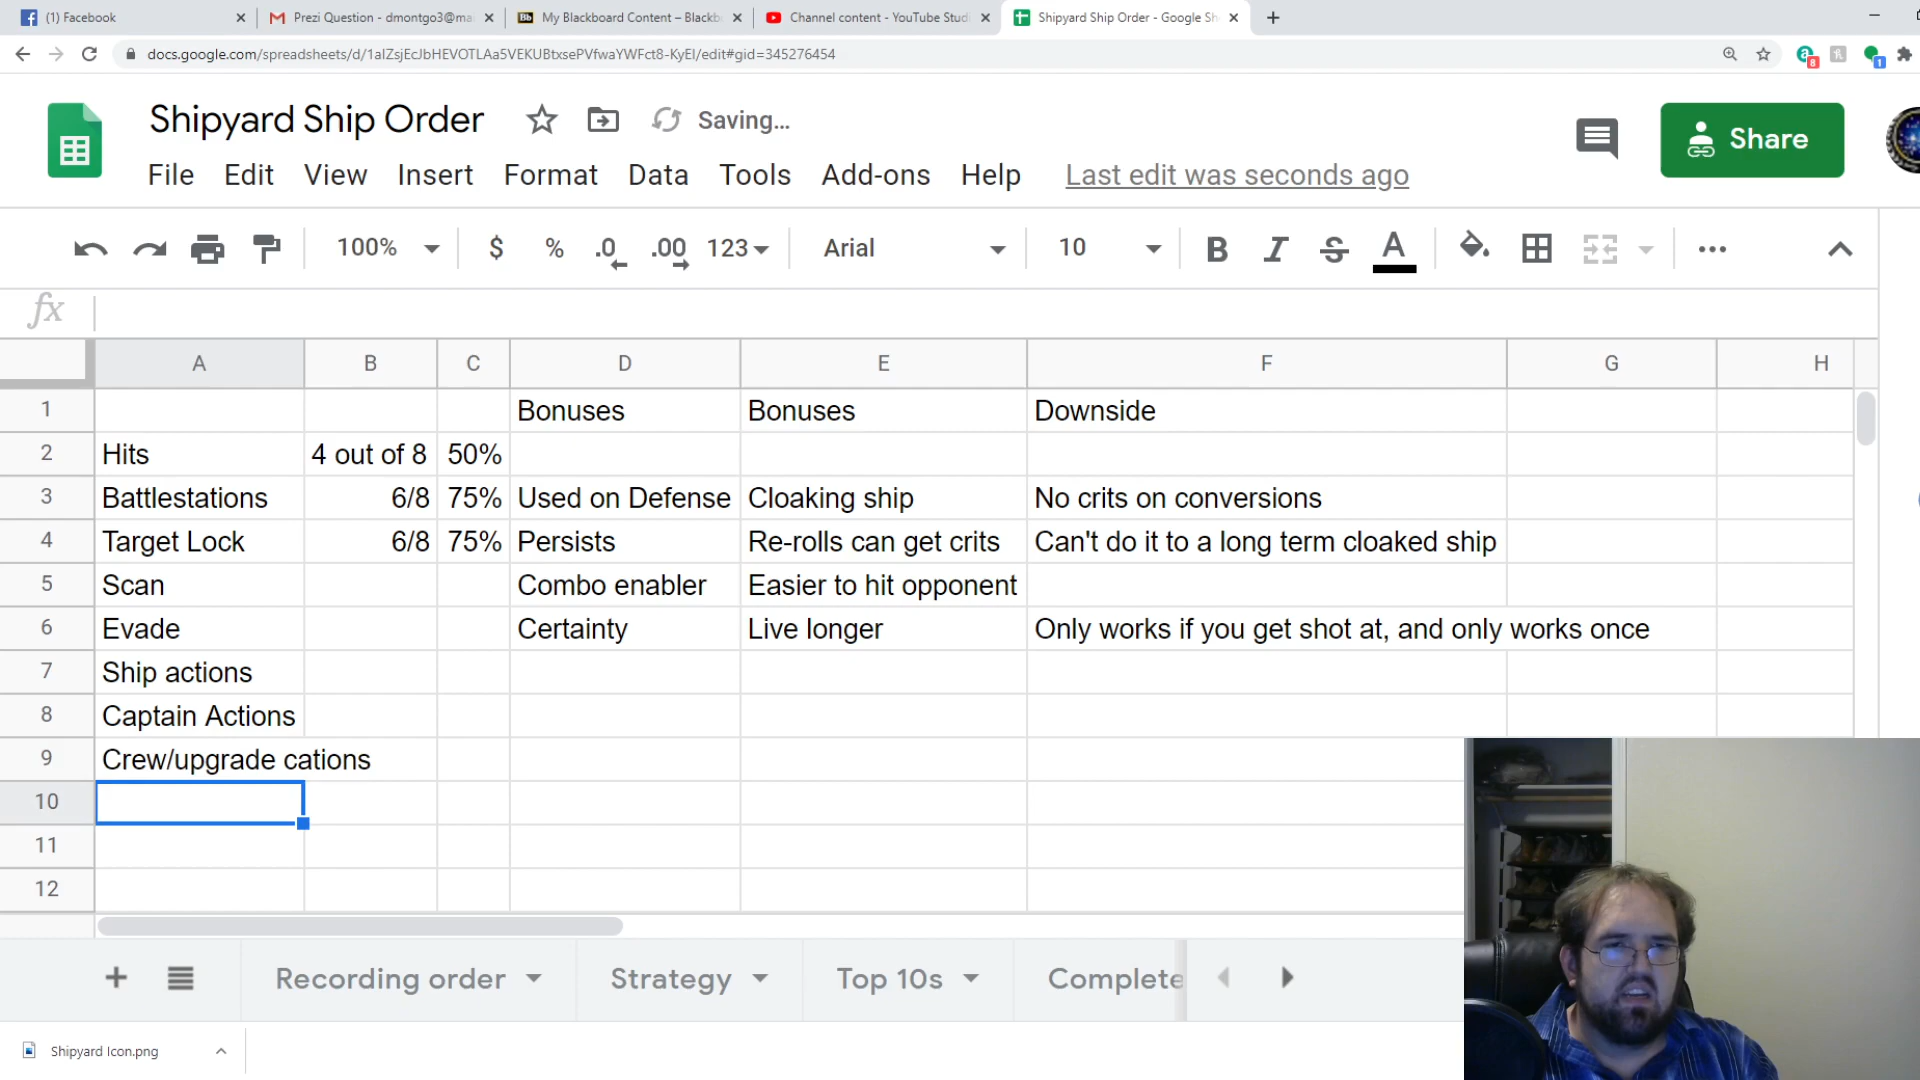 (1) Facebook
Prezi Question - dmontgo3@ma
My Blackboard Content – Blackb
Channel content - YouTube Studi
Shipyard Ship Order - Google Sh
docs.google.com/spreadsheets/d/1aIZsjEcJbHEVOTLAa5VEKUBtxsePVfwaYWFct8-KyEI/edit#gid=345276454
8
1
Shipyard Ship Order
Saving...
Share
File Edit View Insert Format Data Tools Add-ons Help Last edit was seconds ago
100% $ % .0 .00 123 Arial 10 B I S A
fx
A B C D E F G H
1 Bonuses Bonuses Downside
2 Hits 4 out of 8 50%
3 Battlestations 6/8 75% Used on Defense Cloaking ship No crits on conversions
4 Target Lock 6/8 75% Persists Re-rolls can get crits Can't do it to a long term cloaked ship
5 Scan Combo enabler Easier to hit opponent
6 Evade Certainty Live longer Only works if you get shot at, and only works once
7 Ship actions
8 Captain Actions
9 Crew/upgrade cations
10
11
12
Recording order Strategy Top 10s Complete
Shipyard Icon.png